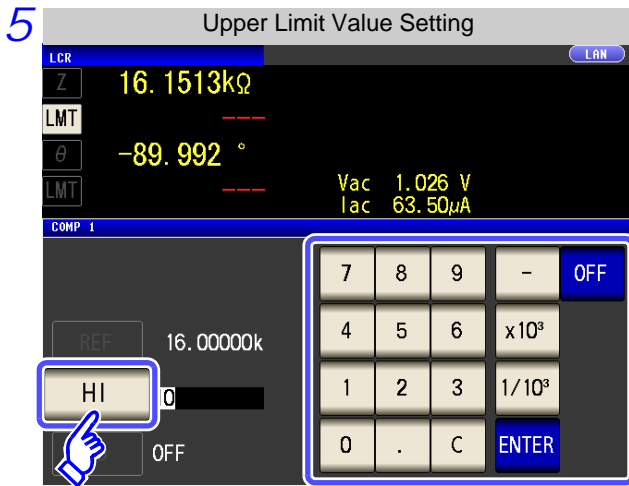 5 Upper Limit Value Setting
LCR LAN
Z 16.1513kΩ
LMT ---
θ -89.992 °
LMT ---
Vac 1.026 V
Iac 63.50μA
COMP 1
7 8 9 - OFF
REF 16.00000k
4 5 6 x10³
HI 0
1 2 3 1/10³
OFF
0 . C ENTER